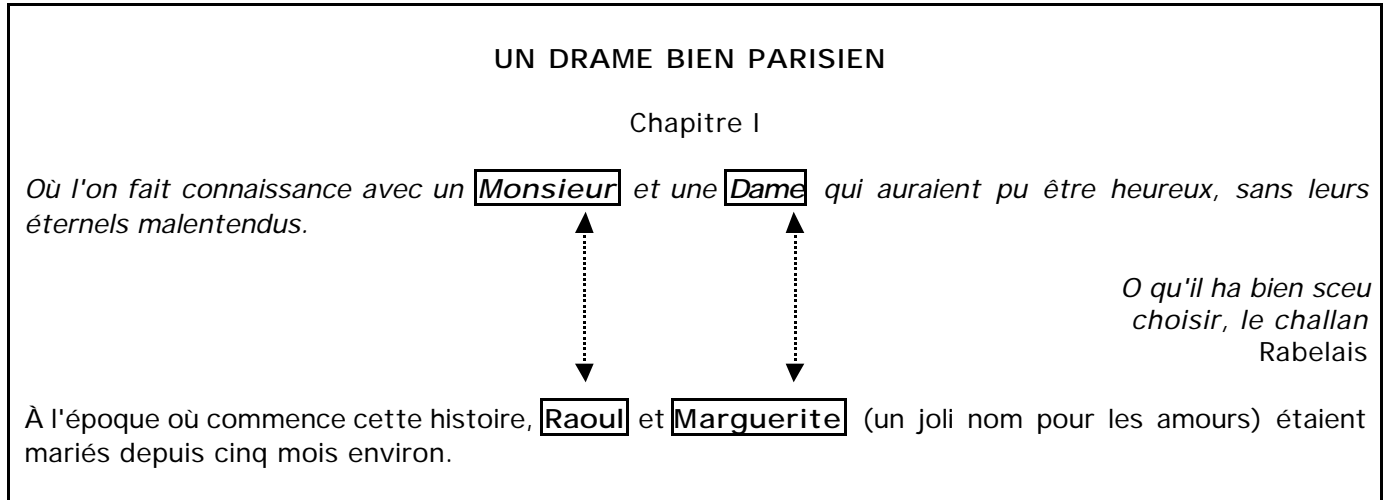 UN DRAME BIEN PARISIEN
Chapitre I
Où l'on fait connaissance avec un Monsieur et une Dame qui auraient pu être heureux, sans leurs
éternels malentendus.
O qu'il ha bien sceu
choisir, le challan
Rabelais
À l'époque où commence cette histoire, Raoul et Marguerite (un joli nom pour les amours) étaient
mariés depuis cinq mois environ.